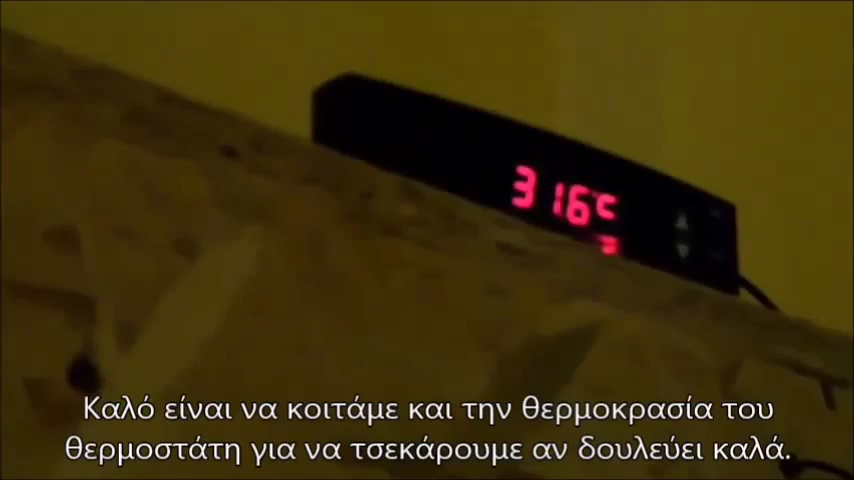 31.6°C
Καλό είναι να κοιτάμε και την θερμοκρασία του
θερμοστάτη για να τσεκάρουμε αν δουλεύει καλά.